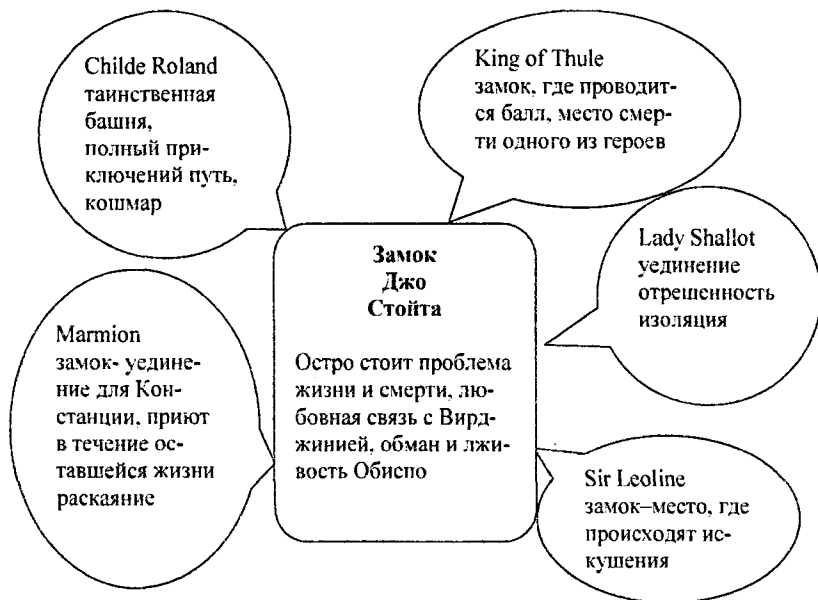 Childe Roland
таинственная
башня,
полный при-
ключений путь,
кошмар
King of Thule
замок, где проводит-
ся балл, место смер-
ти одного из героев
Lady Shallot
уединение
отрешенность
изоляция
Замок
Джо
Стойта
Остро стоит проблема
жизни и смерти, лю-
бовная связь с Вирд-
жинией, обман и лжи-
вость Обиспо
Marmion
замок- уедине-
ние для Кон-
станции, приют
в течение ос-
тавшейся жизни
раскаяние
Sir Leoline
замок–место, где
происходят ис-
кушения